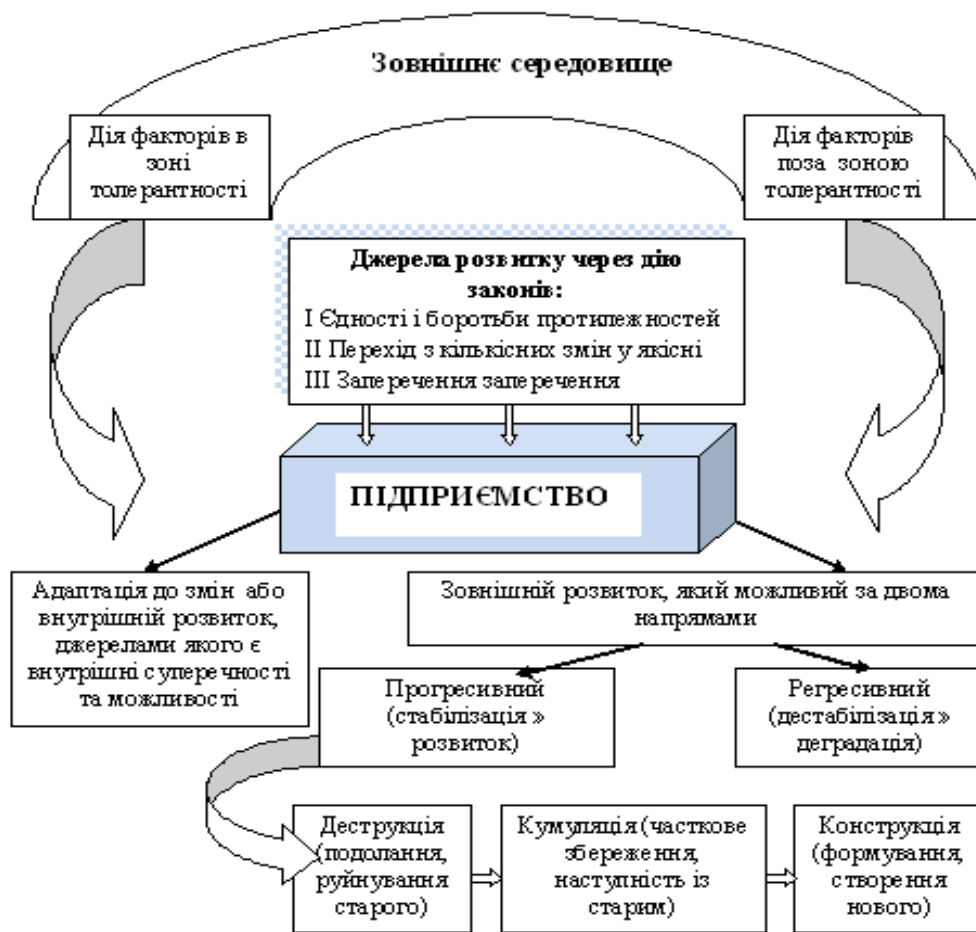 Зовнішнє середовище
Дія факторів в
зоні
толерантності
Дія факторів
поза зоною
толерантності
Джерела розвитку через дію
законів:
I Єдності і боротьби протилежностей
II Перехід з кількісних змін у якісні
III Заперечення заперечення
ПІДПРИЄМСТВО
Адаптація до змін або
внутрішній розвиток,
джерелами якого є
внутрішні суперечності
та можливості
Зовнішній розвиток, який можливий за двома
напрямами
Прогресивний
(стабілізація »
розвиток)
Регресивний
(дестабілізація »
деградація)
Деструкція
(подолання,
руйнування
старого)
Кумуляція (часткове
збереження,
наступність із
старим)
Конструкція
(формування,
створення
нового)